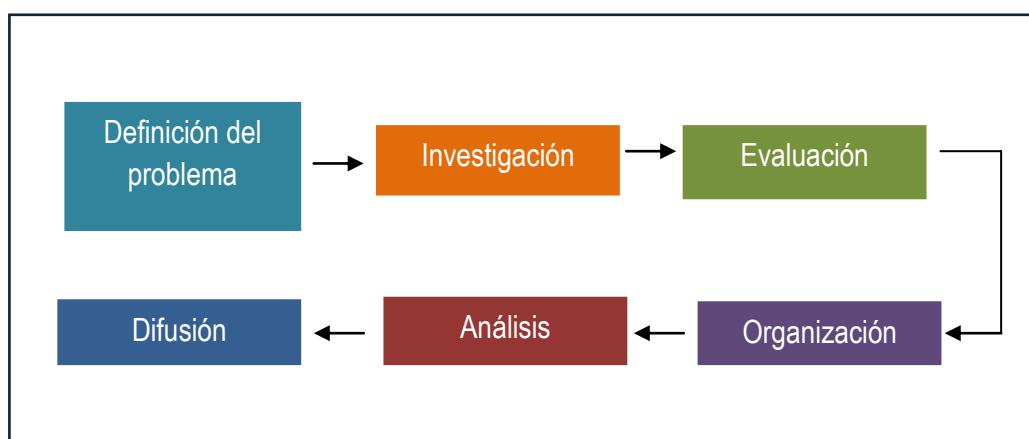 Definición del
problema
Investigación
Evaluación
Organización
Análisis
Difusión